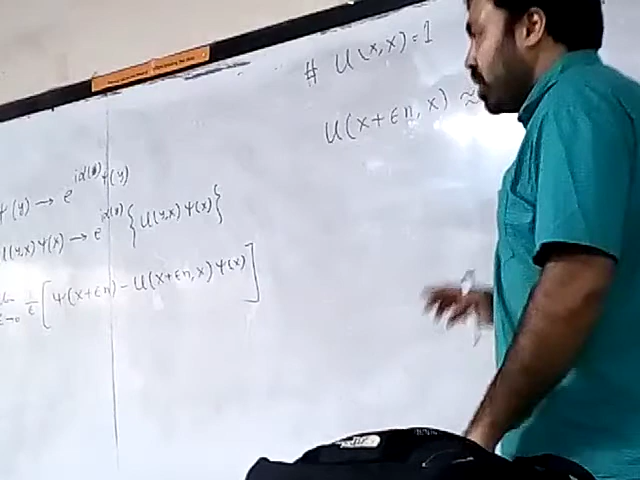 ψ(y) → e^{iα(y)} ψ(y)
U(y,x) ψ(x) → e^{iα(y)} { U(y,x) ψ(x) }
1/ε [ ψ(x+εn) − U(x+εn, x) ψ(x) ]
# U(x,x) = 1
U(x+εn, x) ≈